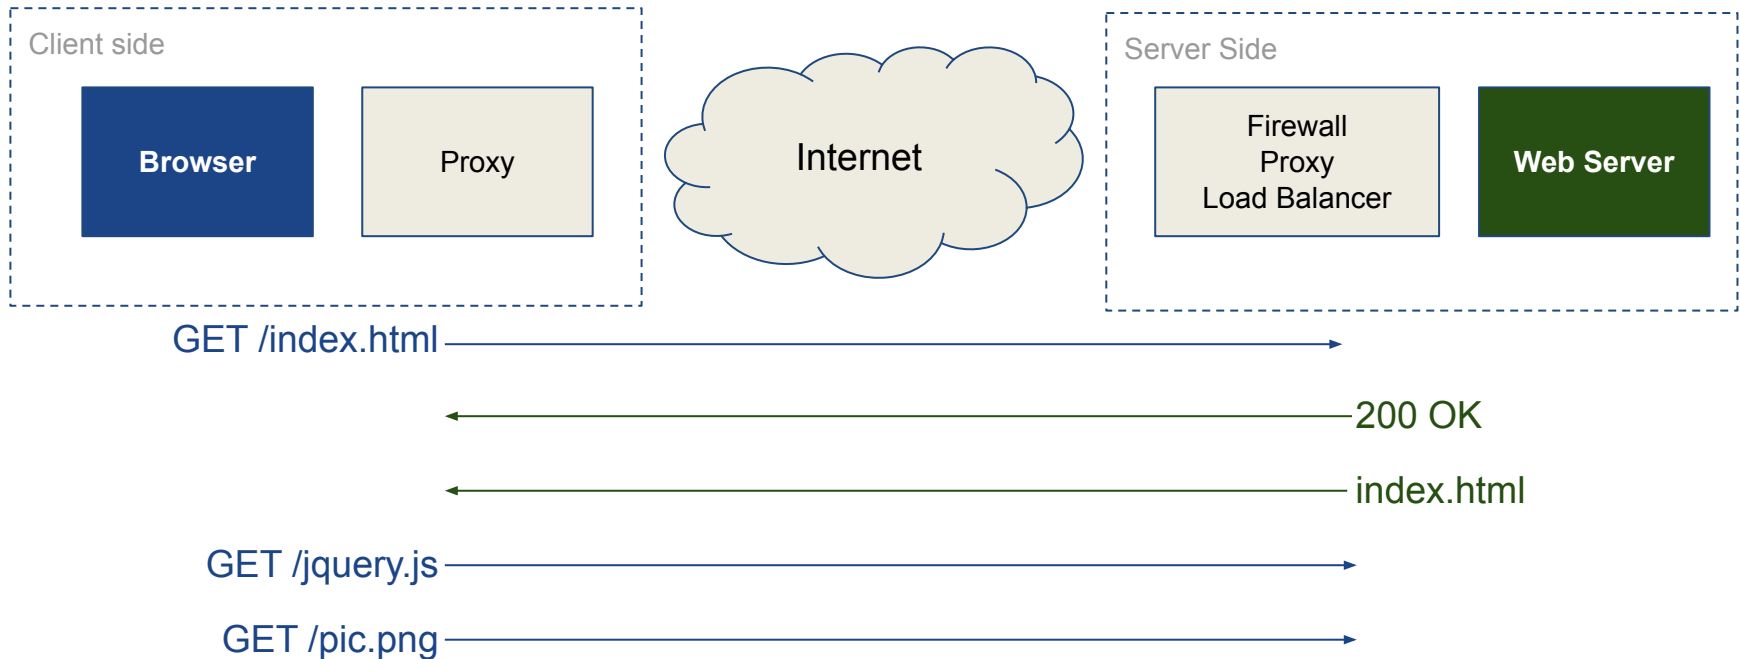 Client side
Browser
Proxy
Internet
Server Side
Firewall
Proxy
Load Balancer
Web Server
GET /index.html
200 OK
index.html
GET /jquery.js
GET /pic.png